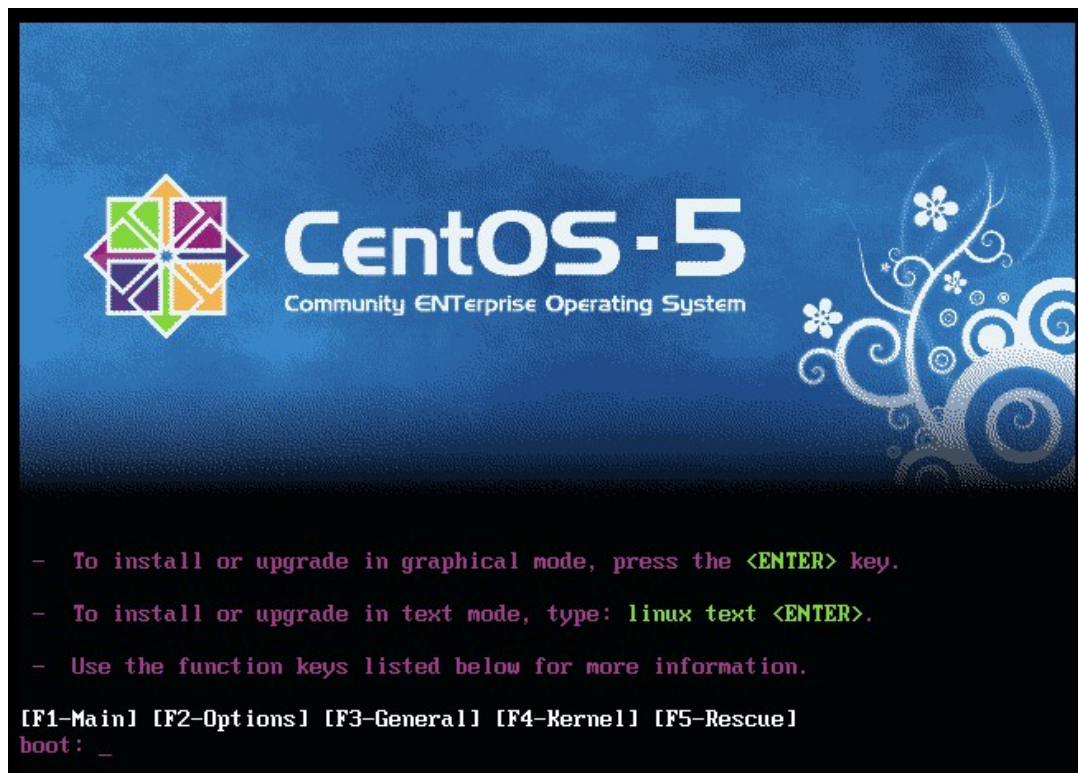 CentOS-5
Community ENTerprise Operating System
- To install or upgrade in graphical mode, press the <ENTER> key.
- To install or upgrade in text mode, type: linux text <ENTER>.
- Use the function keys listed below for more information.
[F1-Main] [F2-Options] [F3-General] [F4-Kernel] [F5-Rescue]
boot: _